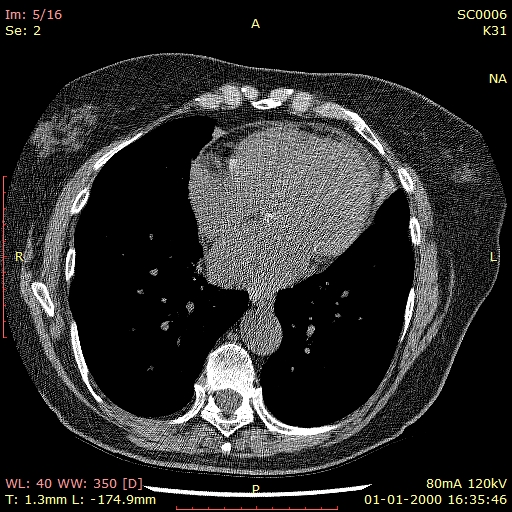 Im: 5/16
Se: 2
A
SC0006
K31
NA
R
L
WL: 40 WW: 350 [D]
T: 1.3mm L: -174.9mm
P
80mA 120kV
01-01-2000 16:35:46